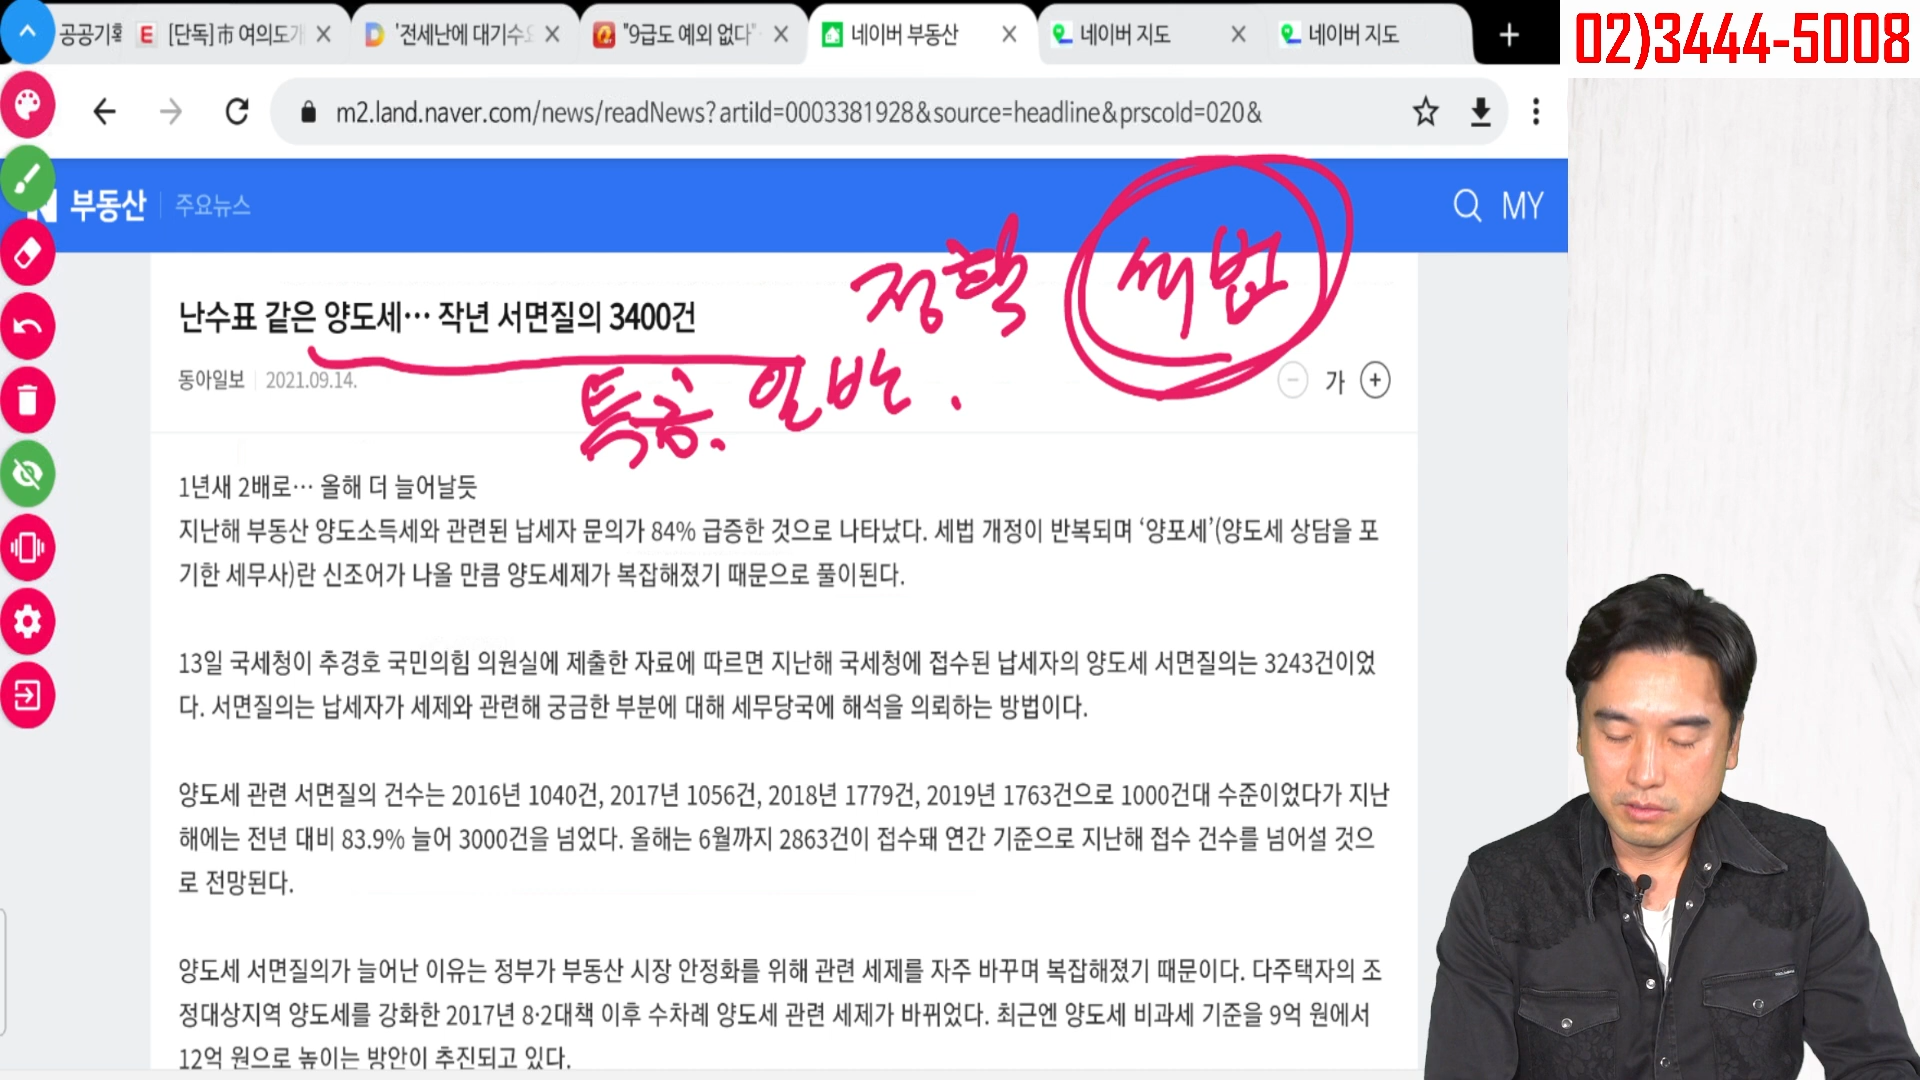 공공기획
[단독]市 여의도개
'전세난에 대기수요
"9급도 예외 없다"
네이버 부동산
네이버 지도
네이버 지도
02)3444-5008
m2.land.naver.com/news/readNews?artiId=0003381928&source=headline&prscoId=020&
N 부동산 주요뉴스
MY
정책
세법
난수표 같은 양도세… 작년 서면질의 3400건
동아일보 2021.09.14.
가
특공. 일반.
1년새 2배로… 올해 더 늘어날듯
지난해 부동산 양도소득세와 관련된 납세자 문의가 84% 급증한 것으로 나타났다. 세법 개정이 반복되며 ‘양포세’(양도세 상담을 포
기한 세무사)란 신조어가 나올 만큼 양도세제가 복잡해졌기 때문으로 풀이된다.
13일 국세청이 추경호 국민의힘 의원실에 제출한 자료에 따르면 지난해 국세청에 접수된 납세자의 양도세 서면질의는 3243건이었
다. 서면질의는 납세자가 세제와 관련해 궁금한 부분에 대해 세무당국에 해석을 의뢰하는 방법이다.
양도세 관련 서면질의 건수는 2016년 1040건, 2017년 1056건, 2018년 1779건, 2019년 1763건으로 1000건대 수준이었다가 지난
해에는 전년 대비 83.9% 늘어 3000건을 넘었다. 올해는 6월까지 2863건이 접수돼 연간 기준으로 지난해 접수 건수를 넘어설 것으
로 전망된다.
양도세 서면질의가 늘어난 이유는 정부가 부동산 시장 안정화를 위해 관련 세제를 자주 바꾸며 복잡해졌기 때문이다. 다주택자의 조
정대상지역 양도세를 강화한 2017년 8·2대책 이후 수차례 양도세 관련 세제가 바뀌었다. 최근엔 양도세 비과세 기준을 9억 원에서
12억 원으로 높이는 방안이 추진되고 있다.